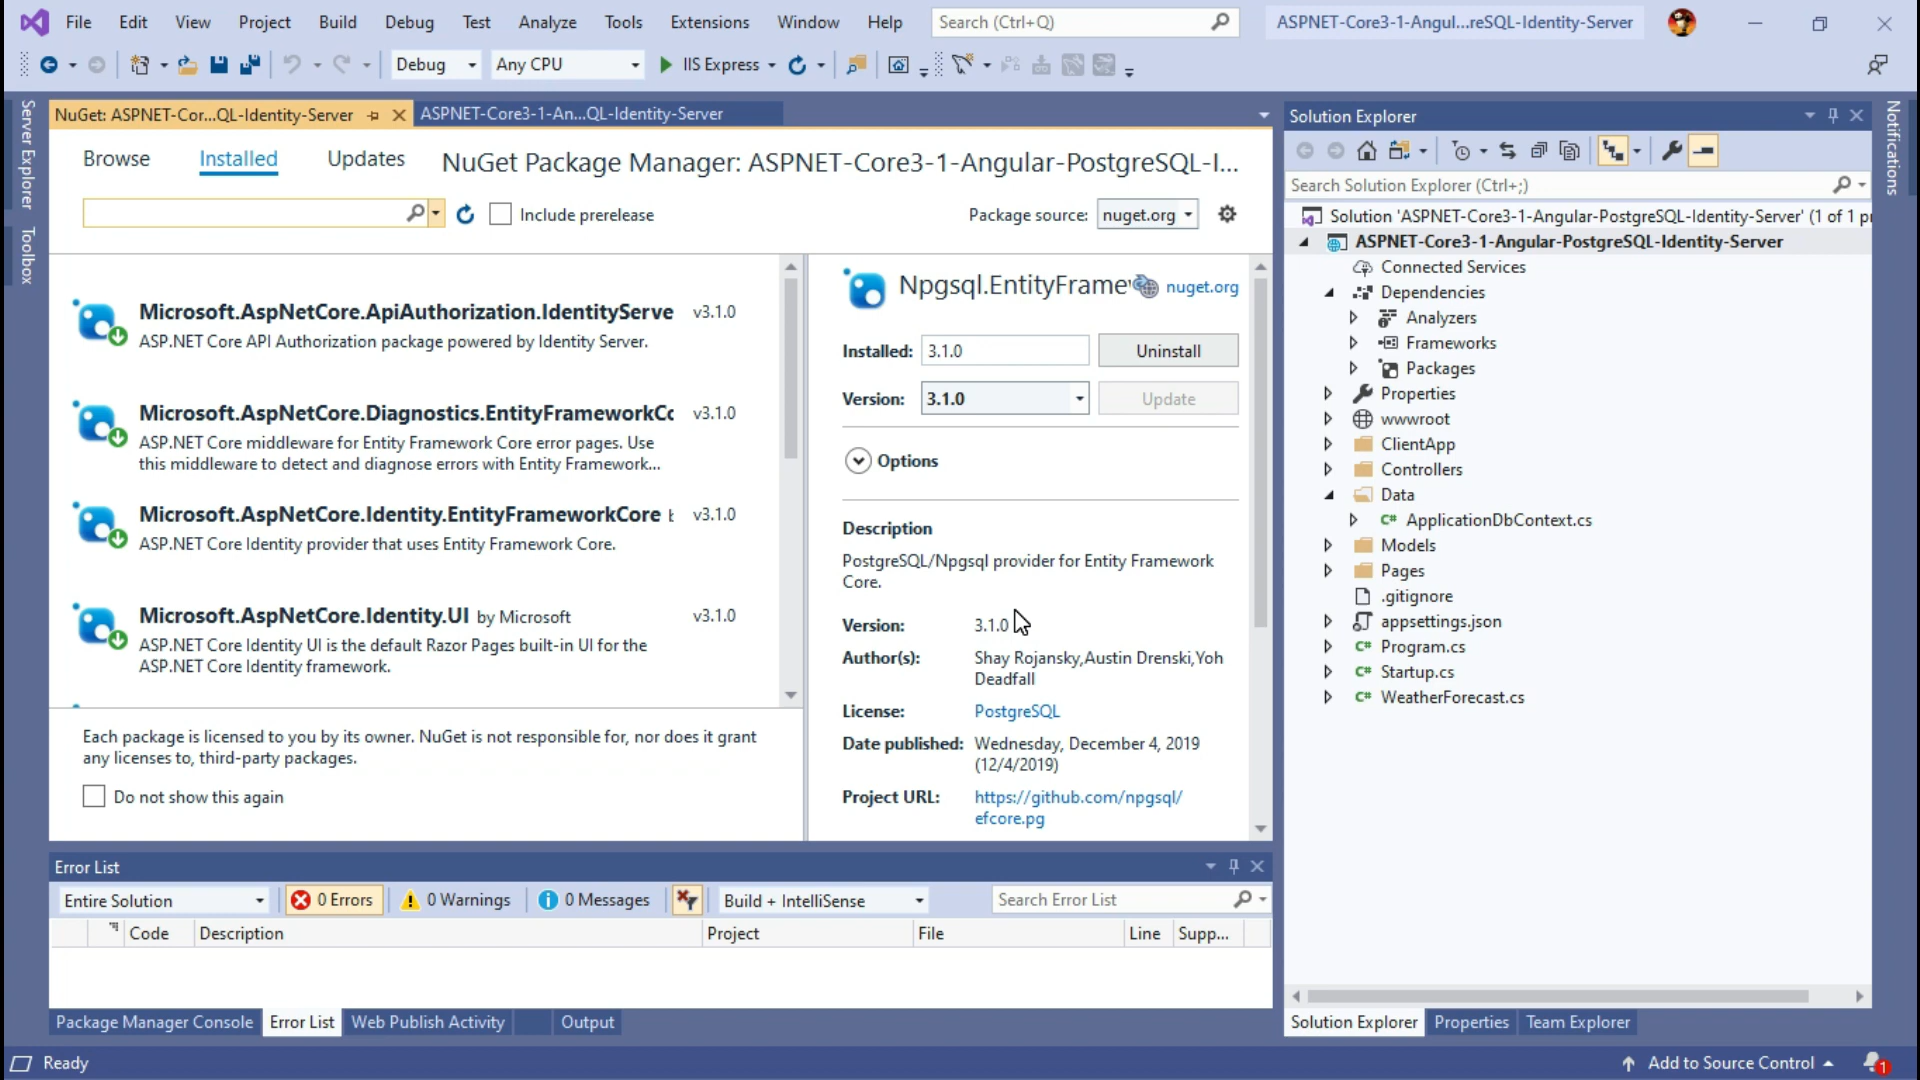 File Edit View Project Build Debug Test Analyze Tools Extensions Window Help Search (Ctrl+Q) ASPNET-Core3-1-Angul...reSQL-Identity-Server
Debug Any CPU IIS Express
Server Explorer
Toolbox
NuGet: ASPNET-Cor...QL-Identity-Server ASPNET-Core3-1-An...QL-Identity-Server
Browse Installed Updates NuGet Package Manager: ASPNET-Core3-1-Angular-PostgreSQL-I...
Include prerelease Package source: nuget.org
Microsoft.AspNetCore.ApiAuthorization.IdentityServe v3.1.0
ASP.NET Core API Authorization package powered by Identity Server.
Microsoft.AspNetCore.Diagnostics.EntityFrameworkCo v3.1.0
ASP.NET Core middleware for Entity Framework Core error pages. Use
this middleware to detect and diagnose errors with Entity Framework...
Microsoft.AspNetCore.Identity.EntityFrameworkCore v3.1.0
ASP.NET Core Identity provider that uses Entity Framework Core.
Microsoft.AspNetCore.Identity.UI by Microsoft v3.1.0
ASP.NET Core Identity UI is the default Razor Pages built-in UI for the
ASP.NET Core Identity framework.
Each package is licensed to you by its owner. NuGet is not responsible for, nor does it grant
any licenses to, third-party packages.
Do not show this again
Npgsql.EntityFrame nuget.org
Installed: 3.1.0 Uninstall
Version: 3.1.0 Update
Options
Description
PostgreSQL/Npgsql provider for Entity Framework
Core.
Version: 3.1.0
Author(s): Shay Rojansky,Austin Drenski,Yoh
Deadfall
License: PostgreSQL
Date published: Wednesday, December 4, 2019
(12/4/2019)
Project URL: https://github.com/npgsql/
efcore.pg
Error List
Entire Solution 0 Errors 0 Warnings 0 Messages Build + IntelliSense Search Error List
Code Description Project File Line Supp...
Package Manager Console Error List Web Publish Activity Output
Solution Explorer
Search Solution Explorer (Ctrl+;)
Solution 'ASPNET-Core3-1-Angular-PostgreSQL-Identity-Server' (1 of 1 pr
ASPNET-Core3-1-Angular-PostgreSQL-Identity-Server
Connected Services
Dependencies
Analyzers
Frameworks
Packages
Properties
wwwroot
ClientApp
Controllers
Data
C# ApplicationDbContext.cs
Models
Pages
.gitignore
appsettings.json
C# Program.cs
C# Startup.cs
C# WeatherForecast.cs
Solution Explorer Properties Team Explorer
Notifications
Ready Add to Source Control 1